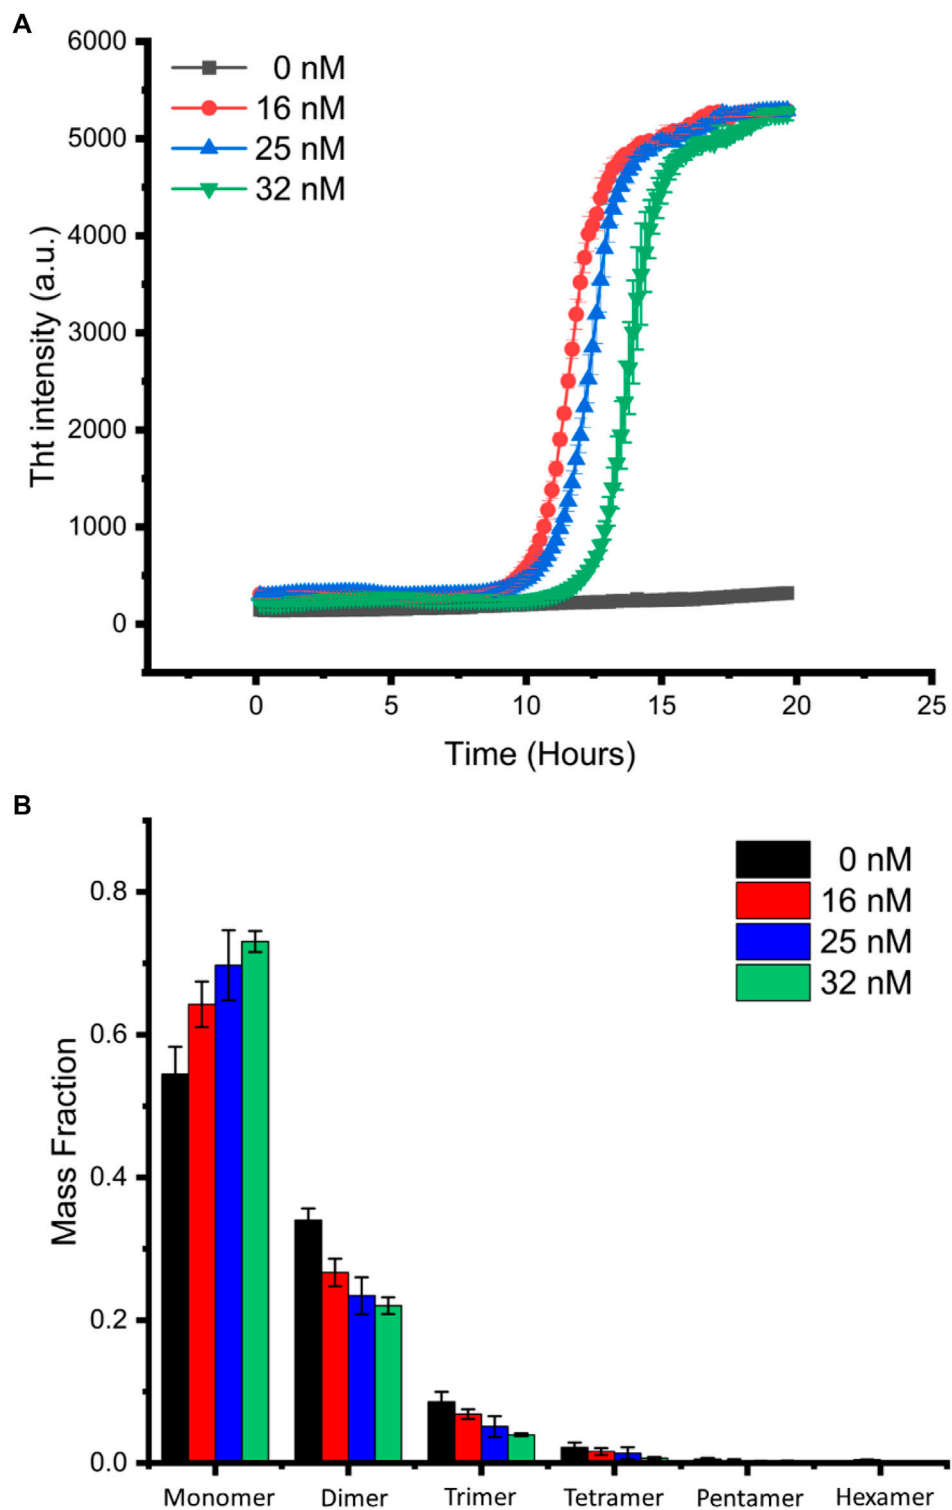 A
6000
5000
4000
3000
2000
1000
0
Tht intensity (a.u.)
0 nM
16 nM
25 nM
32 nM
0 5 10 15 20 25
Time (Hours)
B
0.8
0.6
0.4
0.2
0.0
Mass Fraction
0 nM
16 nM
25 nM
32 nM
Monomer Dimer Trimer Tetramer Pentamer Hexamer